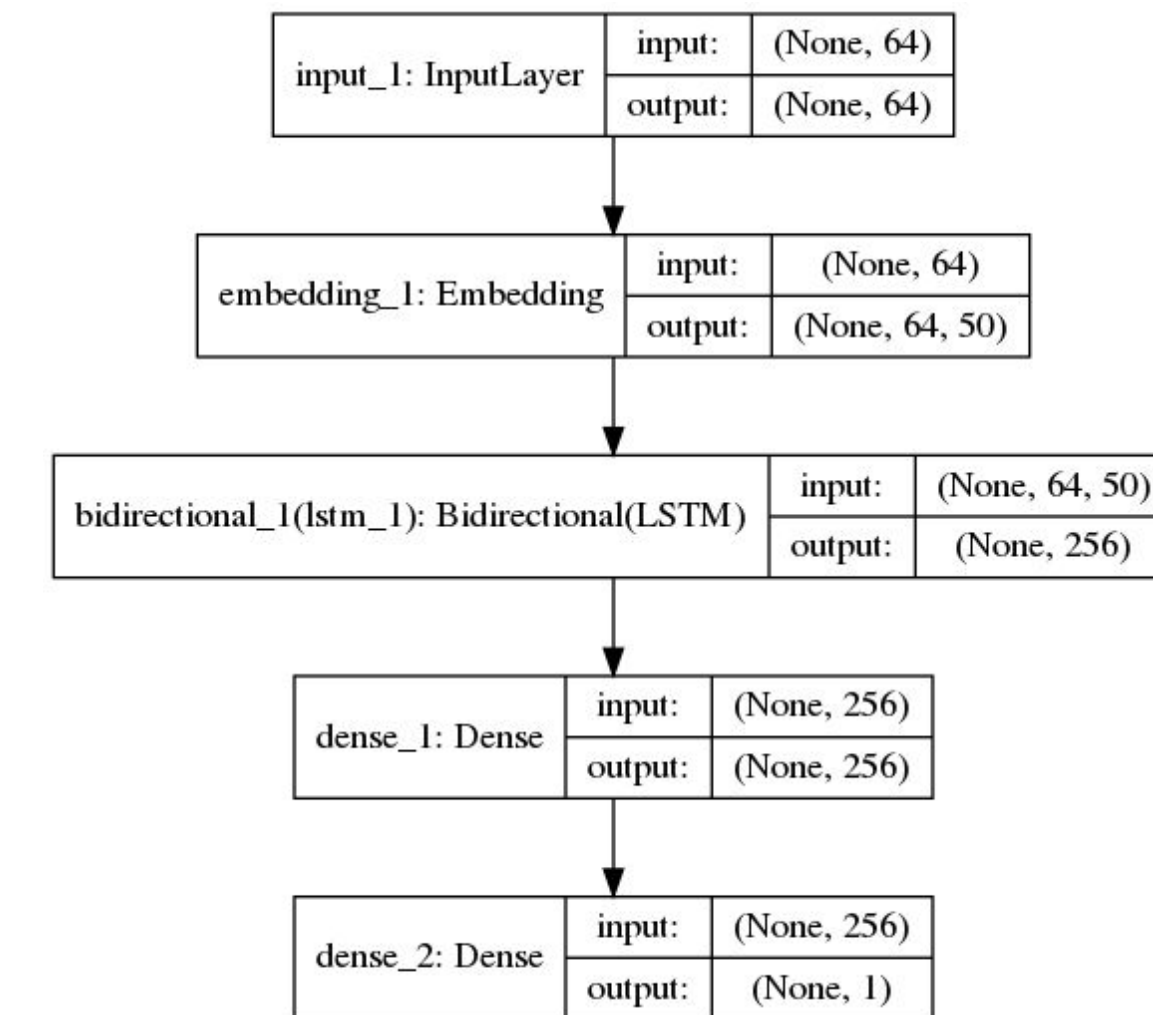 input_1: InputLayer
input: (None, 64)
output: (None, 64)
embedding_1: Embedding
input: (None, 64)
output: (None, 64, 50)
bidirectional_1(lstm_1): Bidirectional(LSTM)
input: (None, 64, 50)
output: (None, 256)
dense_1: Dense
input: (None, 256)
output: (None, 256)
dense_2: Dense
input: (None, 256)
output: (None, 1)